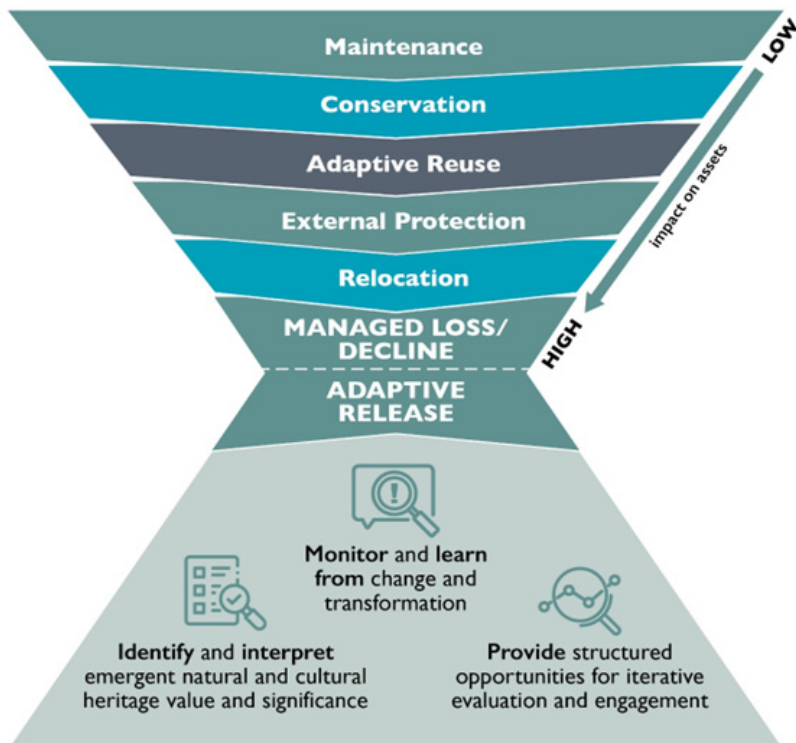 Maintenance
LOW
Conservation
Adaptive Reuse
impact on assets
External Protection
Relocation
HIGH
MANAGED LOSS/
DECLINE
ADAPTIVE
RELEASE
Monitor and learn
from change and
transformation
Identify and interpret
emergent natural and cultural
heritage value and significance
Provide structured
opportunities for iterative
evaluation and engagement